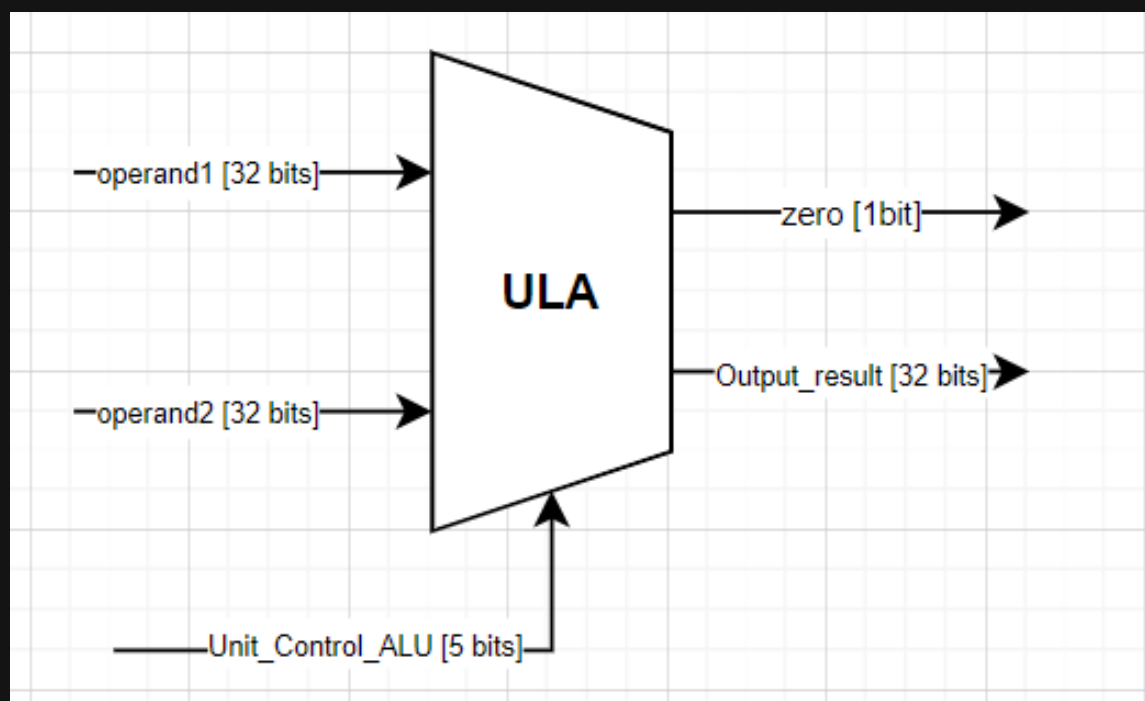 operand1 [32 bits]
zero [1bit]
ULA
Output_result [32 bits]
operand2 [32 bits]
Unit_Control_ALU [5 bits]